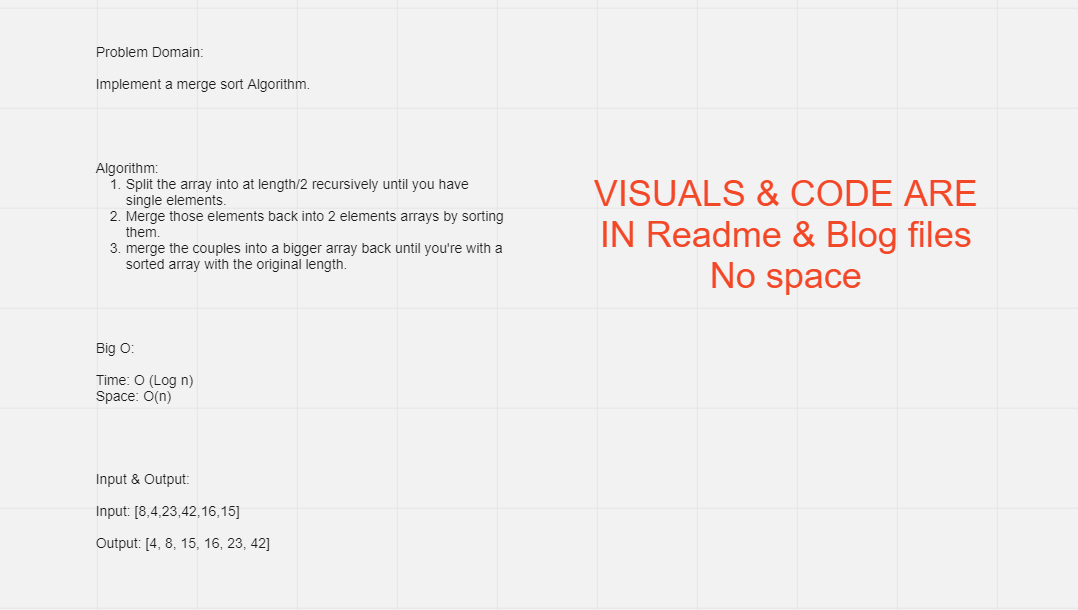 Problem Domain:
Implement a merge sort Algorithm.
Algorithm:
1. Split the array into at length/2 recursively until you have
single elements.
2. Merge those elements back into 2 elements arrays by sorting
them.
3. merge the couples into a bigger array back until you're with a
sorted array with the original length.
Big O:
Time: O (Log n)
Space: O(n)
Input & Output:
Input: [8,4,23,42,16,15]
Output: [4, 8, 15, 16, 23, 42]
VISUALS & CODE ARE
IN Readme & Blog files
No space